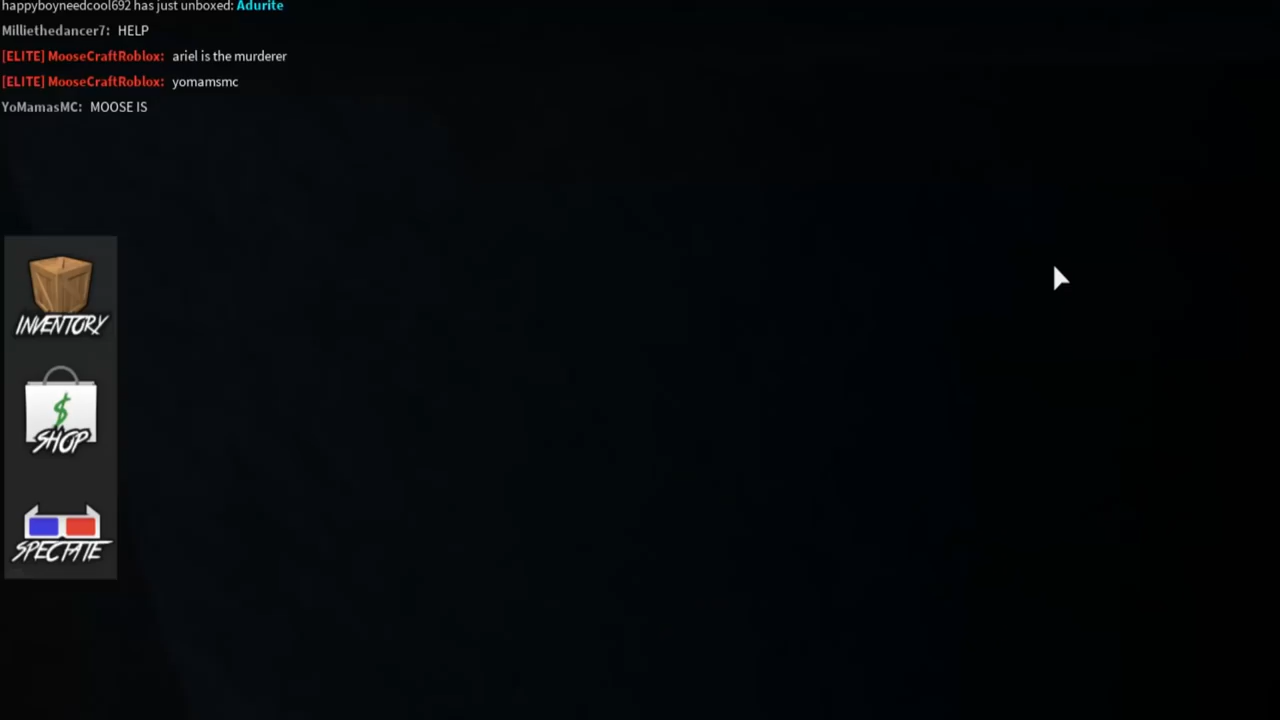 happyboyneedcool692 has just unboxed: Adurite
Milliethedancer7: HELP
[ELITE] MooseCraftRoblox: ariel is the murderer
[ELITE] MooseCraftRoblox: yomamsmc
YoMamasMC: MOOSE IS
INVENTORY
$
SHOP
SPECTATE